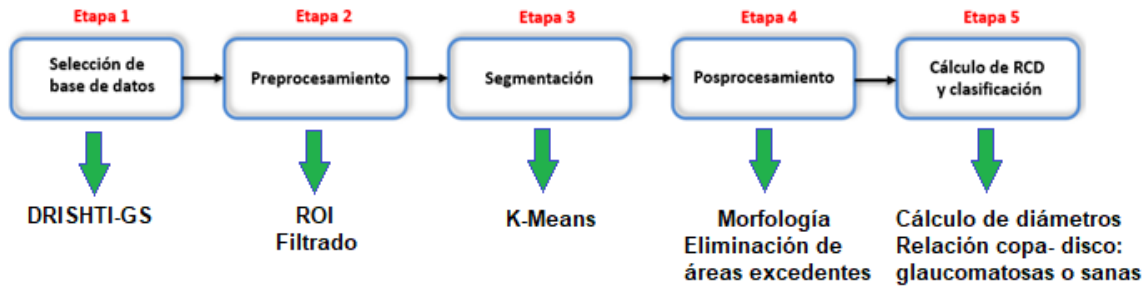 Etapa 1
Etapa 2
Etapa 3
Etapa 4
Etapa 5
Selección de
base de datos
Preprocesamiento
Segmentación
Posprocesamiento
Cálculo de RCD
y clasificación
DRISHTI-GS
ROI
Filtrado
K-Means
Morfología
Eliminación de
áreas excedentes
Cálculo de diámetros
Relación copa- disco:
glaucomatosas o sanas